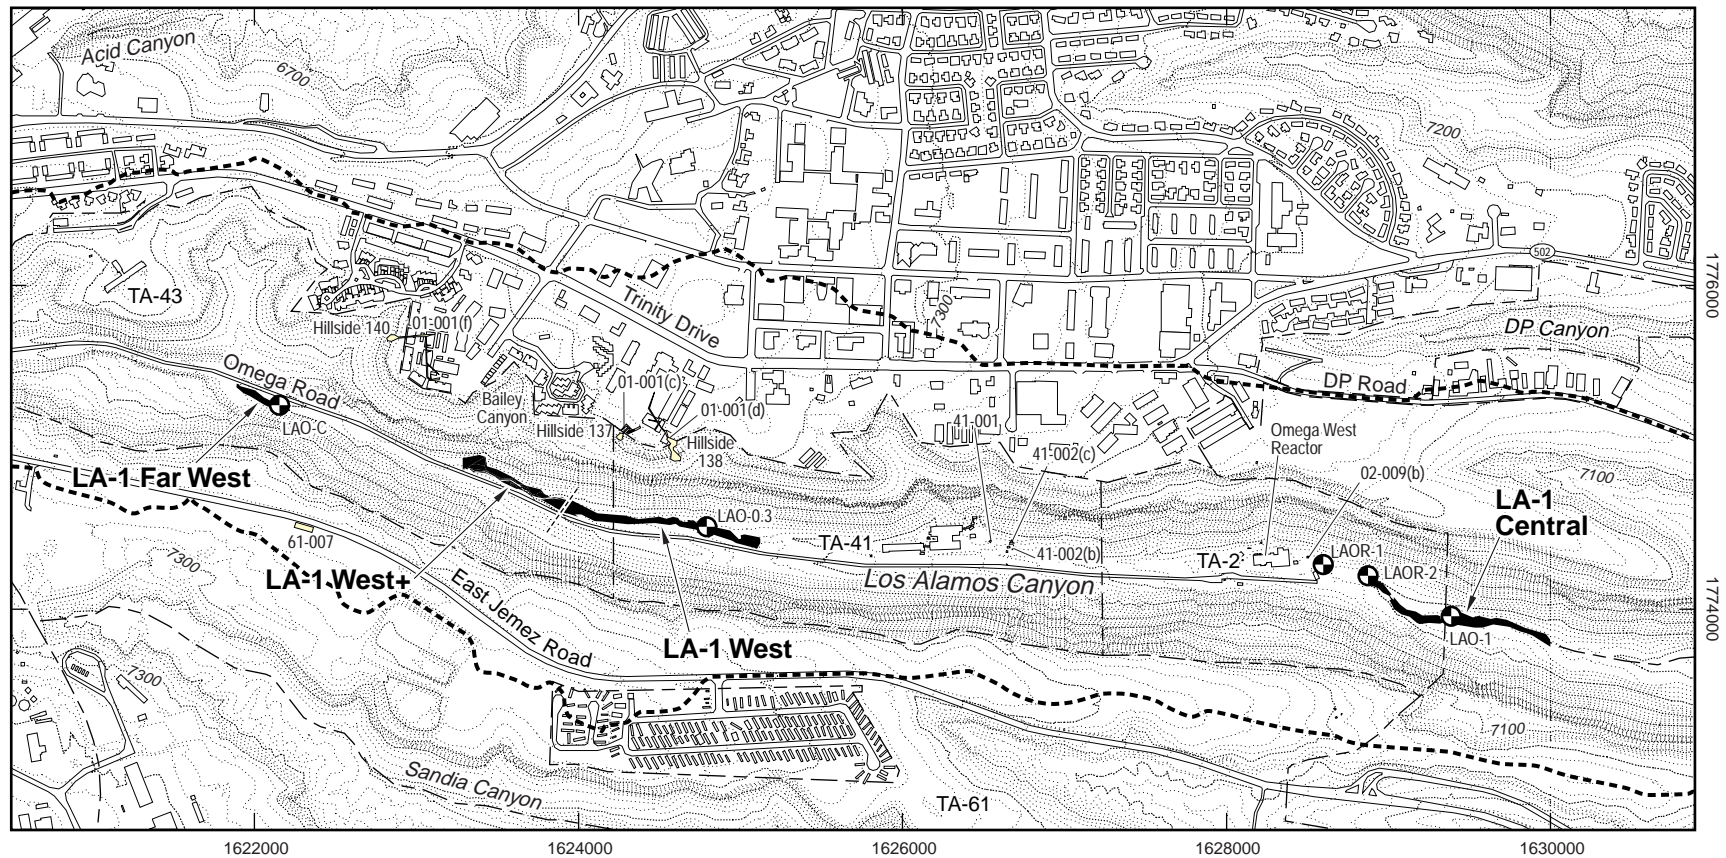 Acid Canyon
6700
7200
502
1776000
TA-43
Trinity Drive
7300
DP Canyon
Hillside 140
01-001(f)
Omega Road
DP Road
01-001(c)
Bailey
Canyon
01-001(d)
LAO-C
Hillside 137
Hillside
138
41-001
Omega West
Reactor
41-002(c)
02-009(b)
7100
LA-1 Far West
LA-1
Central
LAO-0.3
61-007
TA-41
41-002(b)
TA-2
LAOR-1
LAOR-2
7300
LA-1 West+
Los Alamos Canyon
East Jemez Road
1774000
LAO-1
LA-1 West
7300
7100
Sandia Canyon
TA-61
1622000
1624000
1626000
1628000
1630000